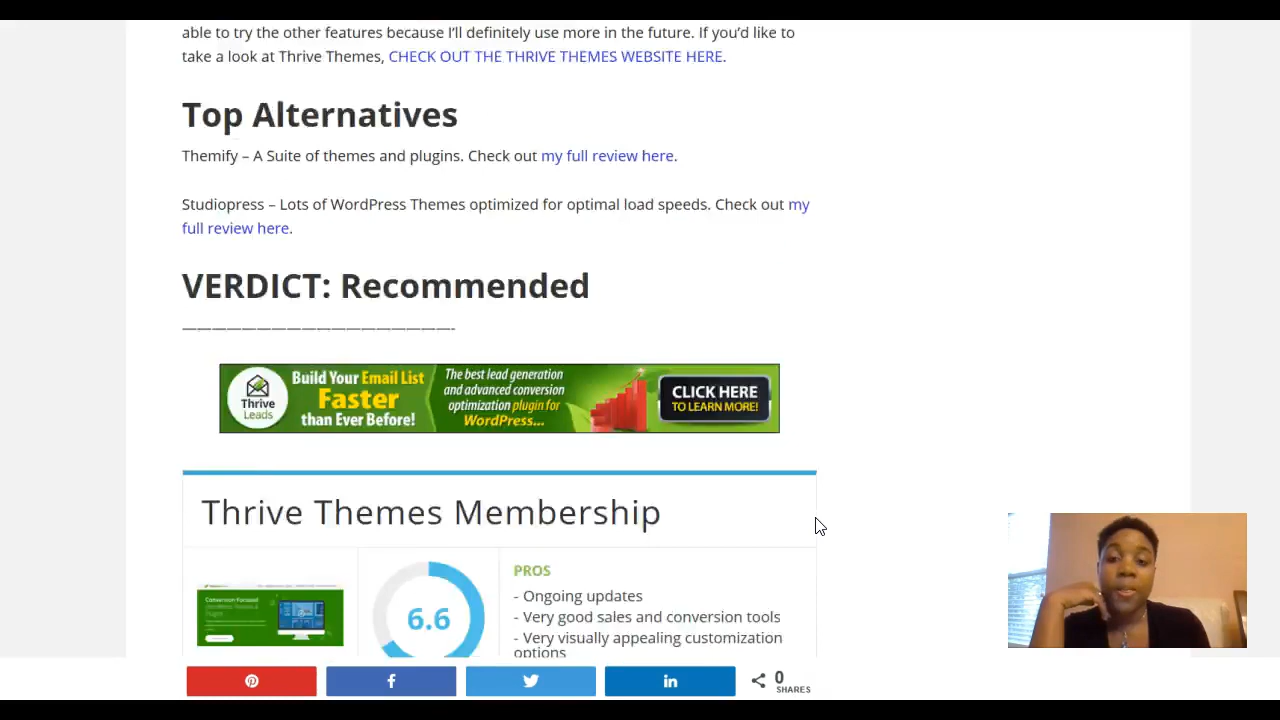 able to try the other features because I'll definitely use more in the future. If you'd like to
take a look at Thrive Themes, CHECK OUT THE THRIVE THEMES WEBSITE HERE.
Top Alternatives
Themify – A Suite of themes and plugins. Check out my full review here.
Studiopress – Lots of WordPress Themes optimized for optimal load speeds. Check out my
full review here.
VERDICT: Recommended
——————————————————-
Thrive
Leads
Build Your Email List
Faster
than Ever Before!
The best lead generation
and advanced conversion
optimization plugin for
WordPress...
CLICK HERE
TO LEARN MORE!
Thrive Themes Membership
6.6
PROS
- Ongoing updates
- Very good sales and conversion tools
- Very visually appealing customization
options
0
SHARES